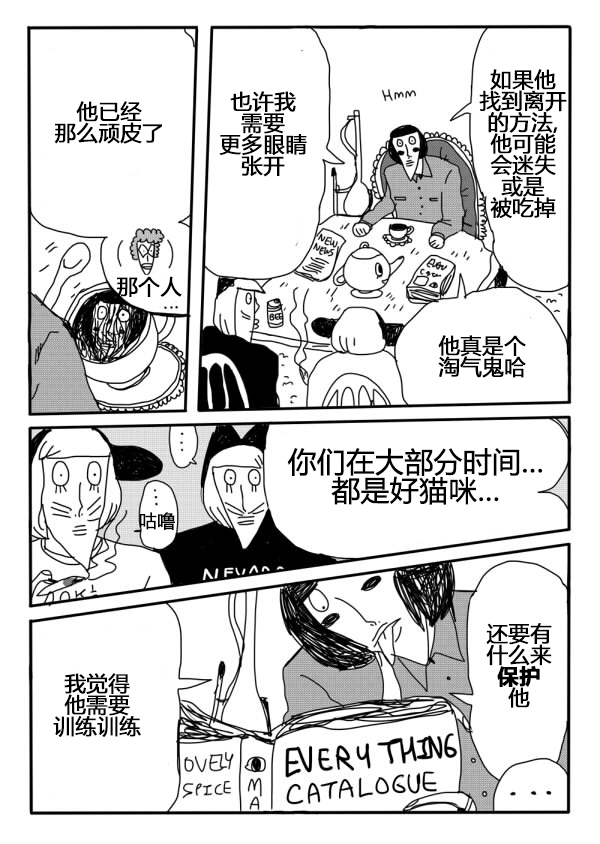 Hmm
如果他
找到离开
的方法,
他可能
会迷失
或是
被吃掉
也许我
需要
更多眼睛
张开
NEW
NEWS
BEE
他真是个
淘气鬼哈
他已经
那么顽皮了
那个人
...
你们在大部分时间...
都是好猫咪...
...
...
咕噜
还要有
什么来
保护
他
...
我觉得
他需要
训练训练
OVELY
SPICE
M
A
EVERYTHING
CATALOGUE